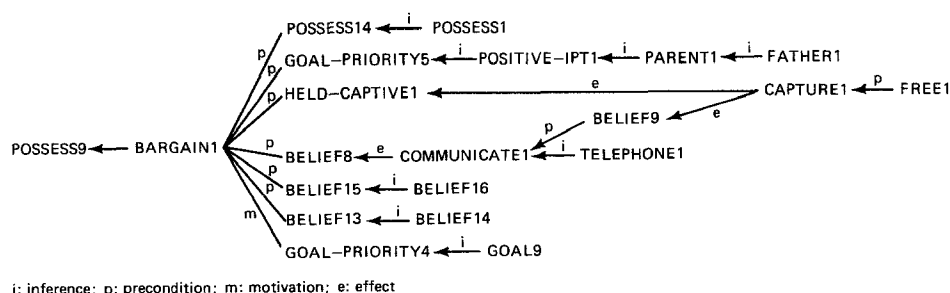 POSSESS14 i POSSESS1
p GOAL–PRIORITY5 i POSITIVE–IPT1 i PARENT1 i FATHER1
p
p HELD–CAPTIVE1 e CAPTURE1 p FREE1
BELIEF9 e
p
POSSESS9 BARGAIN1 p BELIEF8 e COMMUNICATE1 i TELEPHONE1
p
p BELIEF15 i BELIEF16
BELIEF13 i BELIEF14
m
GOAL–PRIORITY4 i GOAL9
i: inference; p: precondition; m: motivation; e: effect